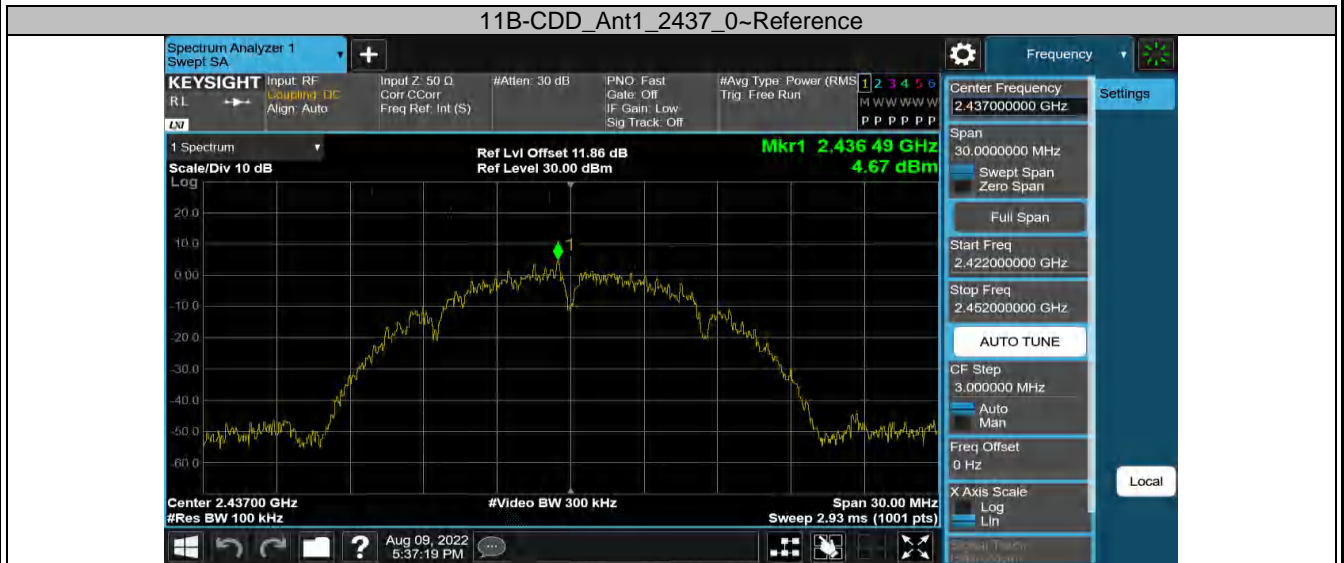 11B-CDD_Ant1_2437_0~Reference
Spectrum Analyzer 1
Swept SA
+
Frequency
KEYSIGHT
RL
LXI
Input: RF
Coupling: DC
Align: Auto
Input Z: 50 Ω
Corr CCorr
Freq Ref: Int (S)
#Atten: 30 dB
PNO: Fast
Gate: Off
IF Gain: Low
Sig Track: Off
#Avg Type: Power (RMS
Trig: Free Run
1 2 3 4 5 6
M W W W W W
P P P P P P
1 Spectrum
Scale/Div 10 dB
Ref Lvl Offset 11.86 dB
Ref Level 30.00 dBm
Mkr1 2.436 49 GHz
4.67 dBm
Log
20.0
10.0
0.00
-10.0
-20.0
-30.0
-40.0
-50.0
-60.0
1
Center 2.43700 GHz
#Res BW 100 kHz
#Video BW 300 kHz
Span 30.00 MHz
Sweep 2.93 ms (1001 pts)
Center Frequency
2.437000000 GHz
Settings
Span
30.0000000 MHz
Swept Span
Zero Span
Full Span
Start Freq
2.422000000 GHz
Stop Freq
2.452000000 GHz
AUTO TUNE
CF Step
3.000000 MHz
Auto
Man
Freq Offset
0 Hz
X Axis Scale
Log
Lin
Local
Signal Track
?
Aug 09, 2022
5:37:19 PM